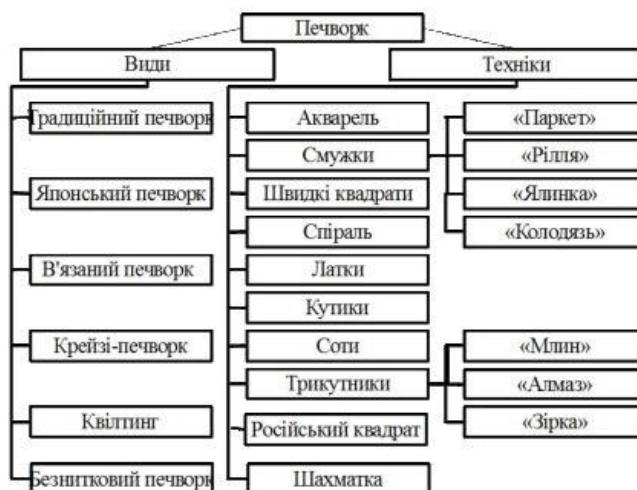 Печворк
Види
Техніки
Традиційний печворк
Японський печворк
В'язаний печворк
Крейзі-печворк
Квілтинг
Безнитковий печворк
Акварель
Смужки
Швидкі квадрати
Спіраль
Латки
Кутики
Соти
Трикутники
Російський квадрат
Шахматка
«Паркет»
«Рілля»
«Ялинка»
«Колодязь»
«Млин»
«Алмаз»
«Зірка»